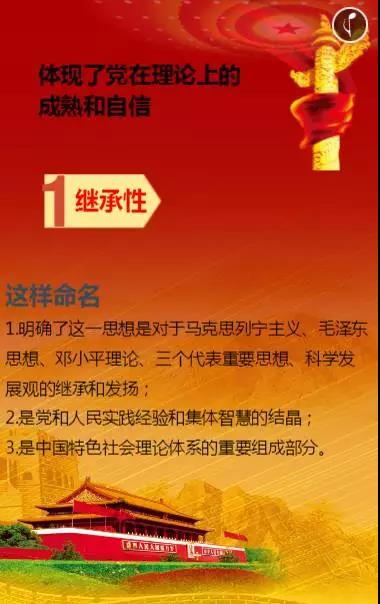 体现了党在理论上的
成熟和自信
1 继承性
这样命名
1.明确了这一思想是对于马克思列宁主义、毛泽东
思想、邓小平理论、三个代表重要思想、科学发
展观的继承和发扬；
2.是党和人民实践经验和集体智慧的结晶；
3.是中国特色社会理论体系的重要组成部分。